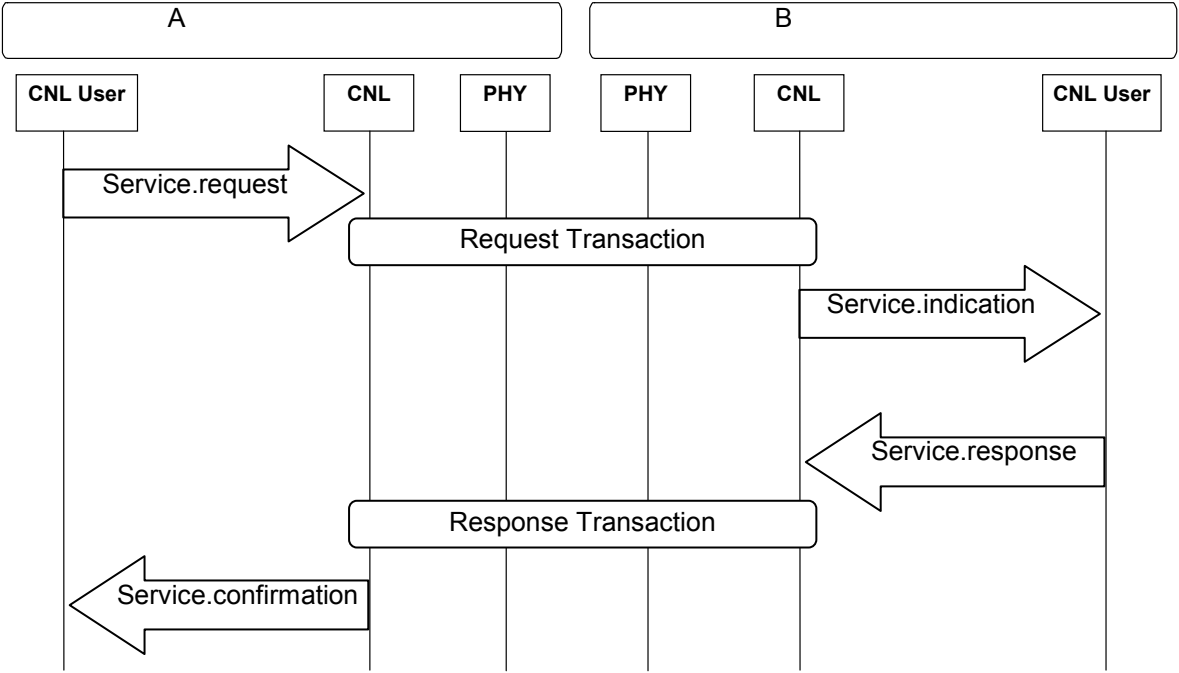 A
B
CNL User
CNL
PHY
PHY
CNL
CNL User
Service.request
Request Transaction
Service.indication
Service.response
Response Transaction
Service.confirmation